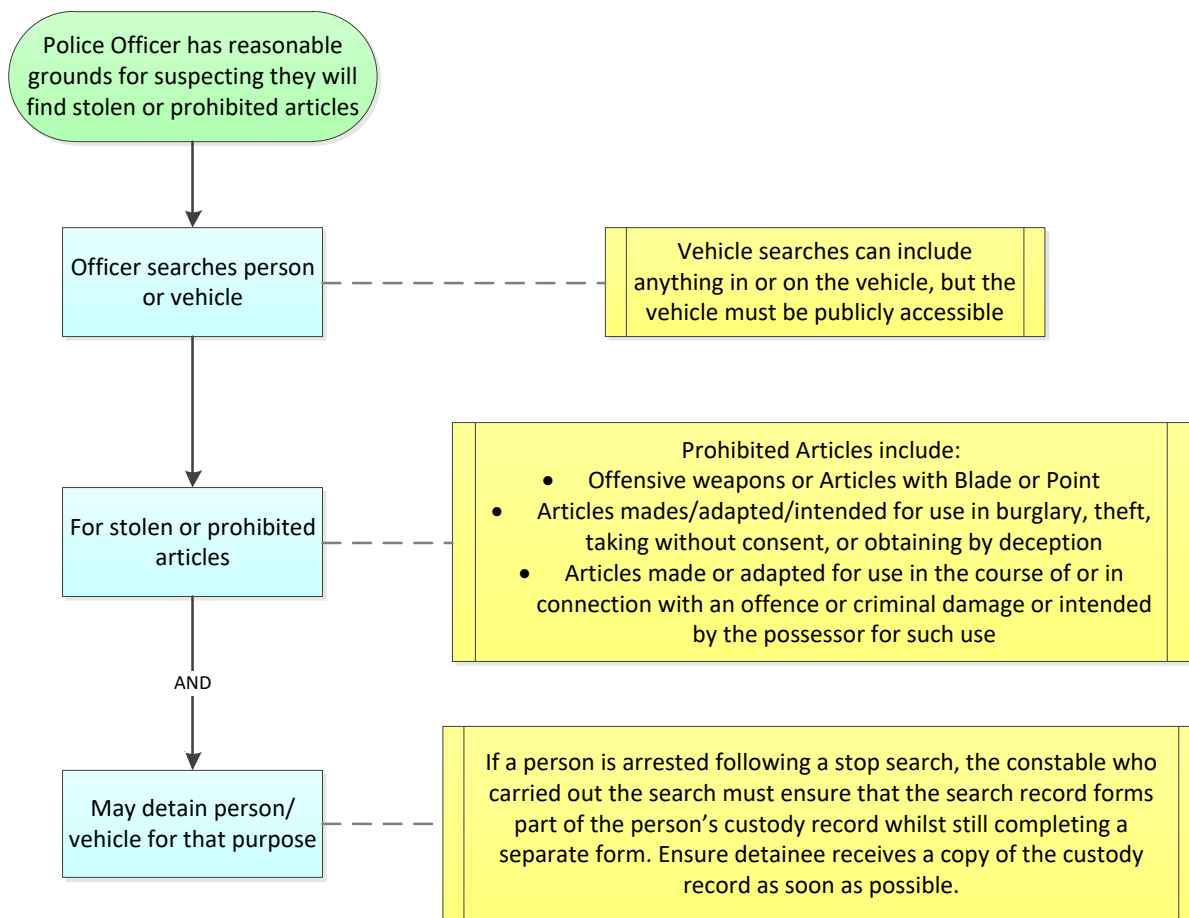 Police Officer has reasonable
grounds for suspecting they will
find stolen or prohibited articles
Officer searches person
or vehicle
Vehicle searches can include
anything in or on the vehicle, but the
vehicle must be publicly accessible
For stolen or prohibited
articles
Prohibited Articles include:
• Offensive weapons or Articles with Blade or Point
• Articles mades/adapted/intended for use in burglary, theft,
taking without consent, or obtaining by deception
• Articles made or adapted for use in the course of or in
connection with an offence or criminal damage or intended
by the possessor for such use
AND
May detain person/
vehicle for that purpose
If a person is arrested following a stop search, the constable who
carried out the search must ensure that the search record forms
part of the person’s custody record whilst still completing a
separate form. Ensure detainee receives a copy of the custody
record as soon as possible.